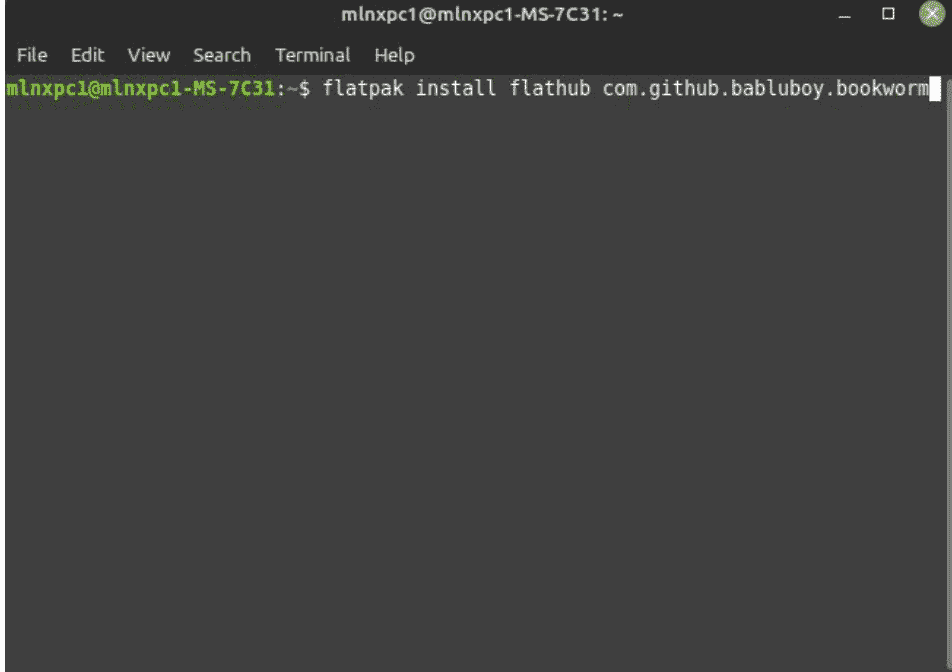 mlnxpc1@mlnxpc1-MS-7C31: ~
File Edit View Search Terminal Help
mlnxpc1@mlnxpc1-MS-7C31:~$ flatpak install flathub com.github.babluboy.bookworm